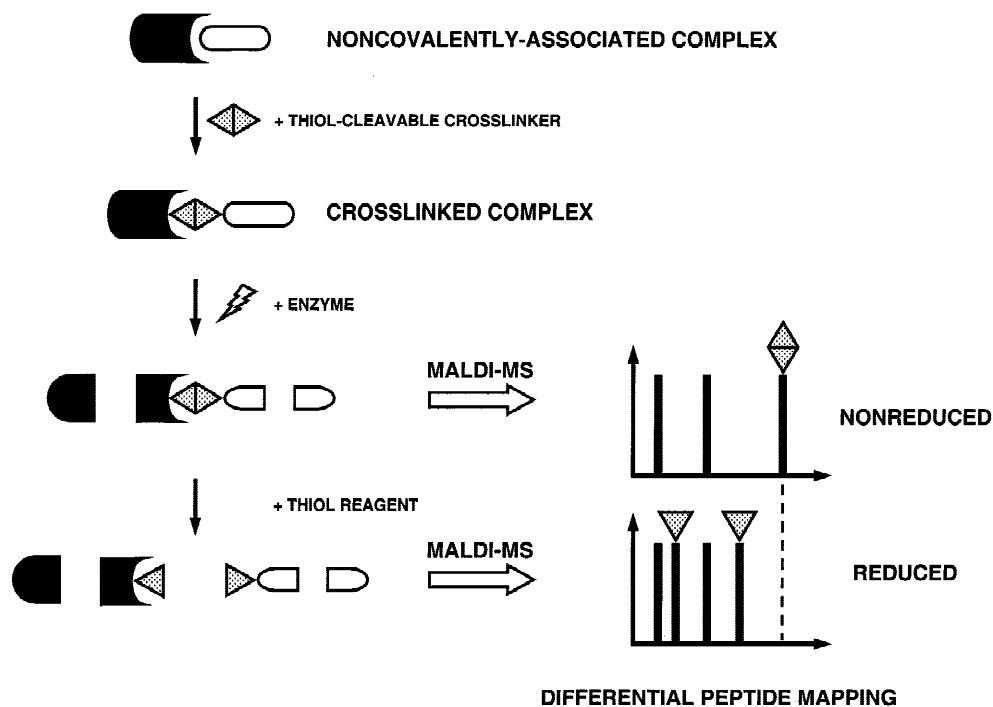 NONCOVALENTLY-ASSOCIATED COMPLEX
+ THIOL-CLEAVABLE CROSSLINKER
CROSSLINKED COMPLEX
+ ENZYME
MALDI-MS
NONREDUCED
+ THIOL REAGENT
MALDI-MS
REDUCED
DIFFERENTIAL PEPTIDE MAPPING